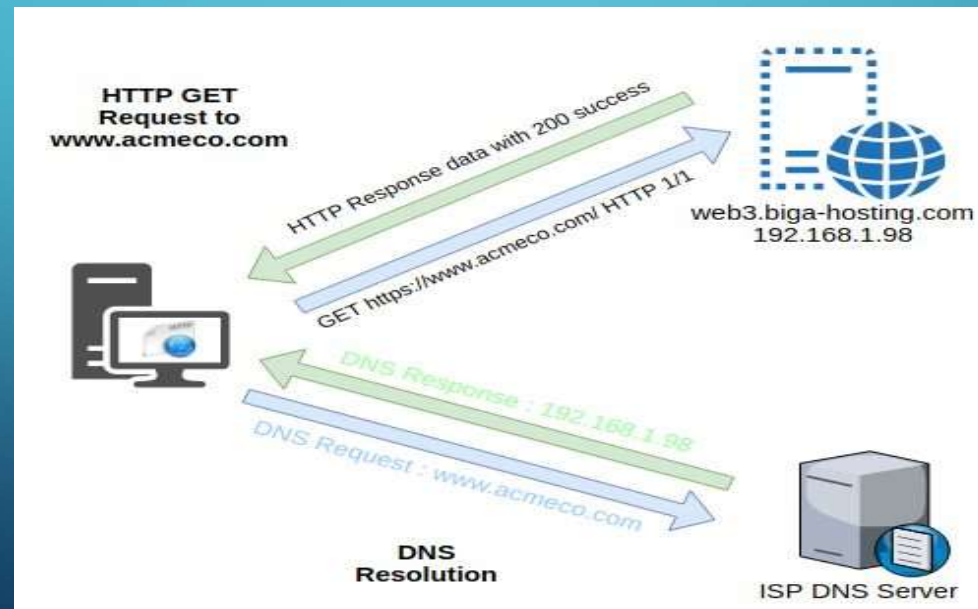 HTTP GET
Request to
www.acmeco.com
HTTP Response data with 200 success
GET https://www.acmeco.com/ HTTP 1/1
web3.biga-hosting.com
192.168.1.98
DNS Response : 192.168.1.98
DNS Request : www.acmeco.com
DNS
Resolution
ISP DNS Server